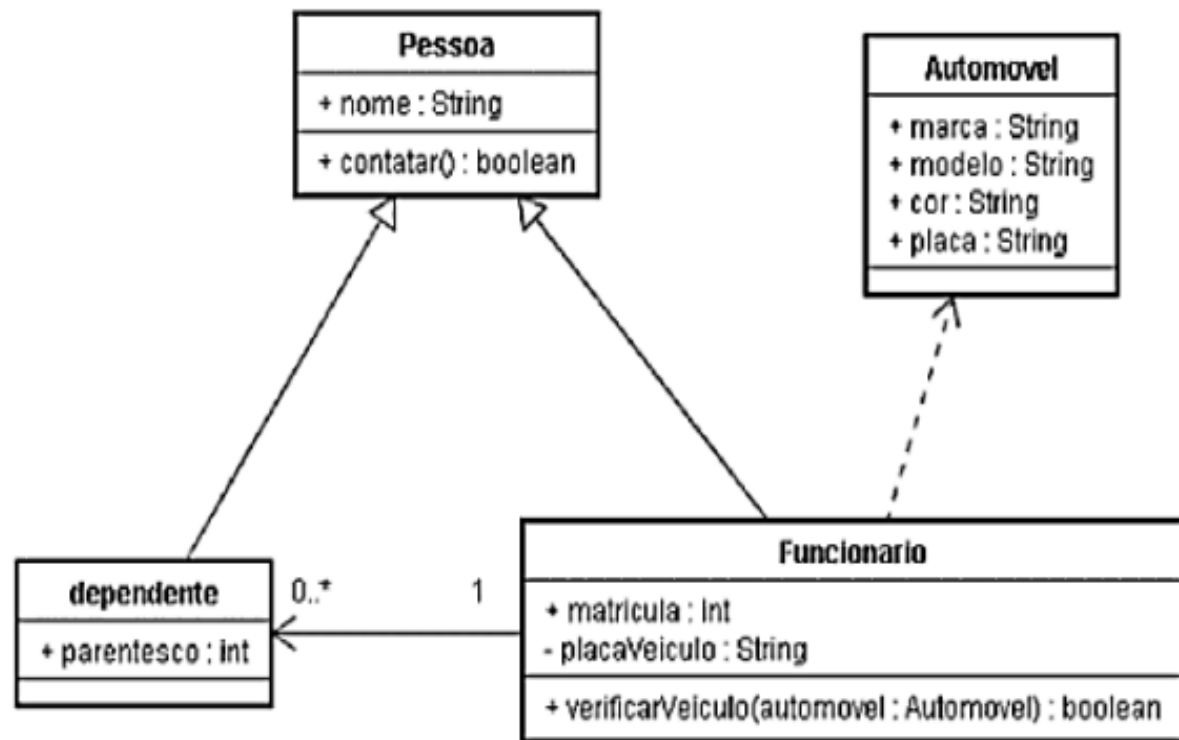 Pessoa
+ nome : String
+ contatar() : boolean
Automovel
+ marca : String
+ modelo : String
+ cor : String
+ placa : String
dependente
+ parentesco : int
0..*
1
Funcionario
+ matricula : Int
- placaVeiculo : String
+ verificarVeiculo(automovel : Automovel) : boolean